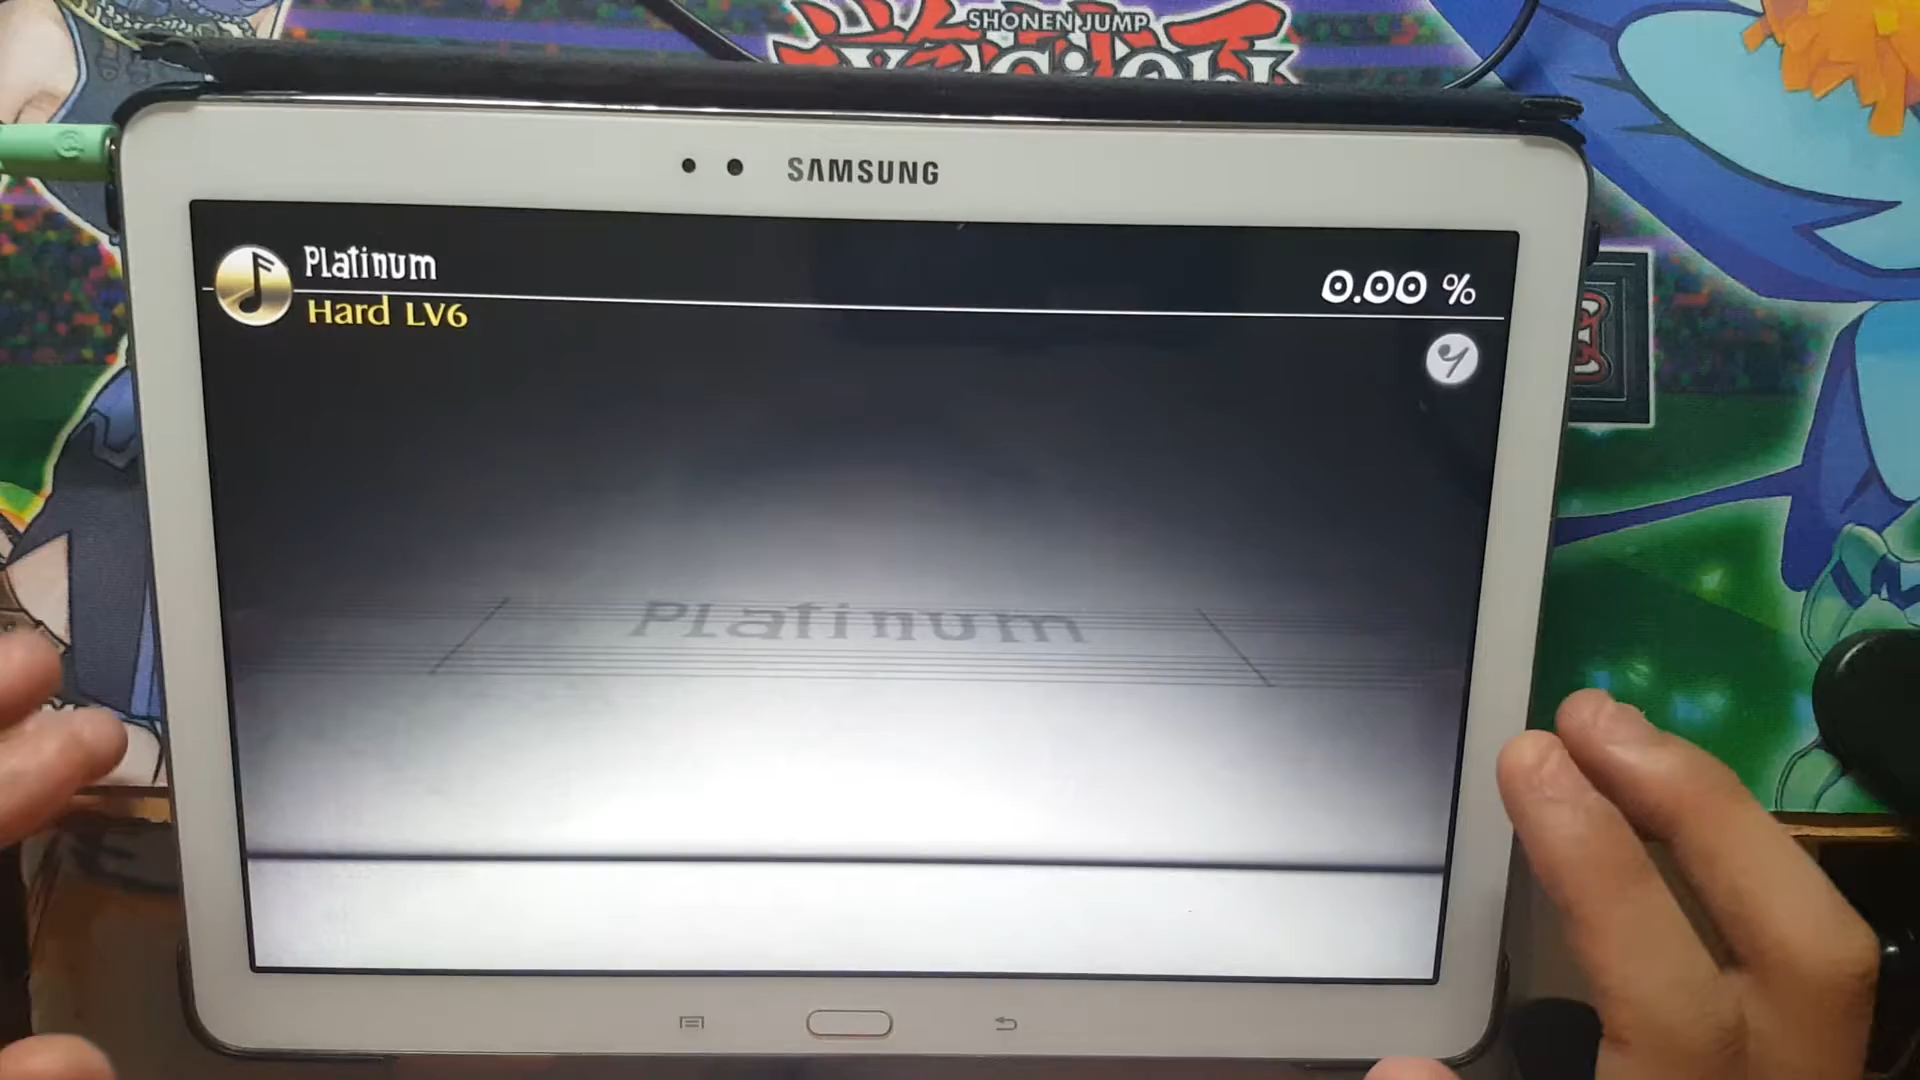 SHONEN JUMP
SAMSUNG
Platinum
0.00 %
Hard LV6
Platinum